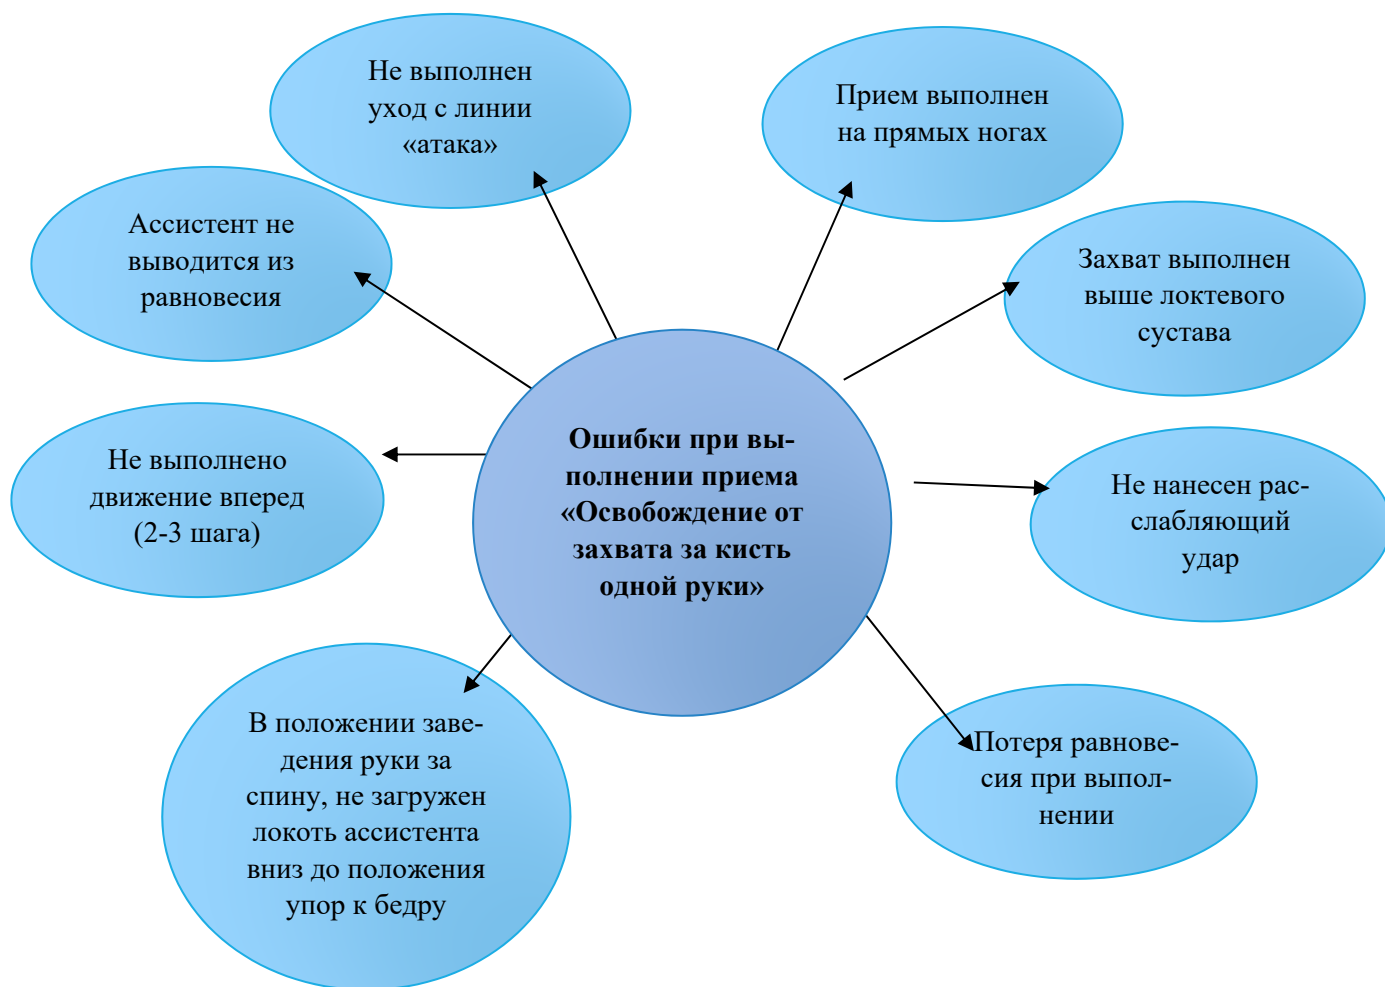 Не выполнен
уход с линии
«атака»
Прием выполнен
на прямых ногах
Ассистент не
выводится из
равновесия
Захват выполнен
выше локтевого
сустава
Не выполнено
движение вперед
(2-3 шага)
Ошибки при вы-
полнении приема
«Освобождение от
захвата за кисть
одной руки»
Не нанесен рас-
слабляющий
удар
В положении заве-
дения руки за
спину, не загружен
локоть ассистента
вниз до положения
упор к бедру
Потеря равнове-
сия при выпол-
нении